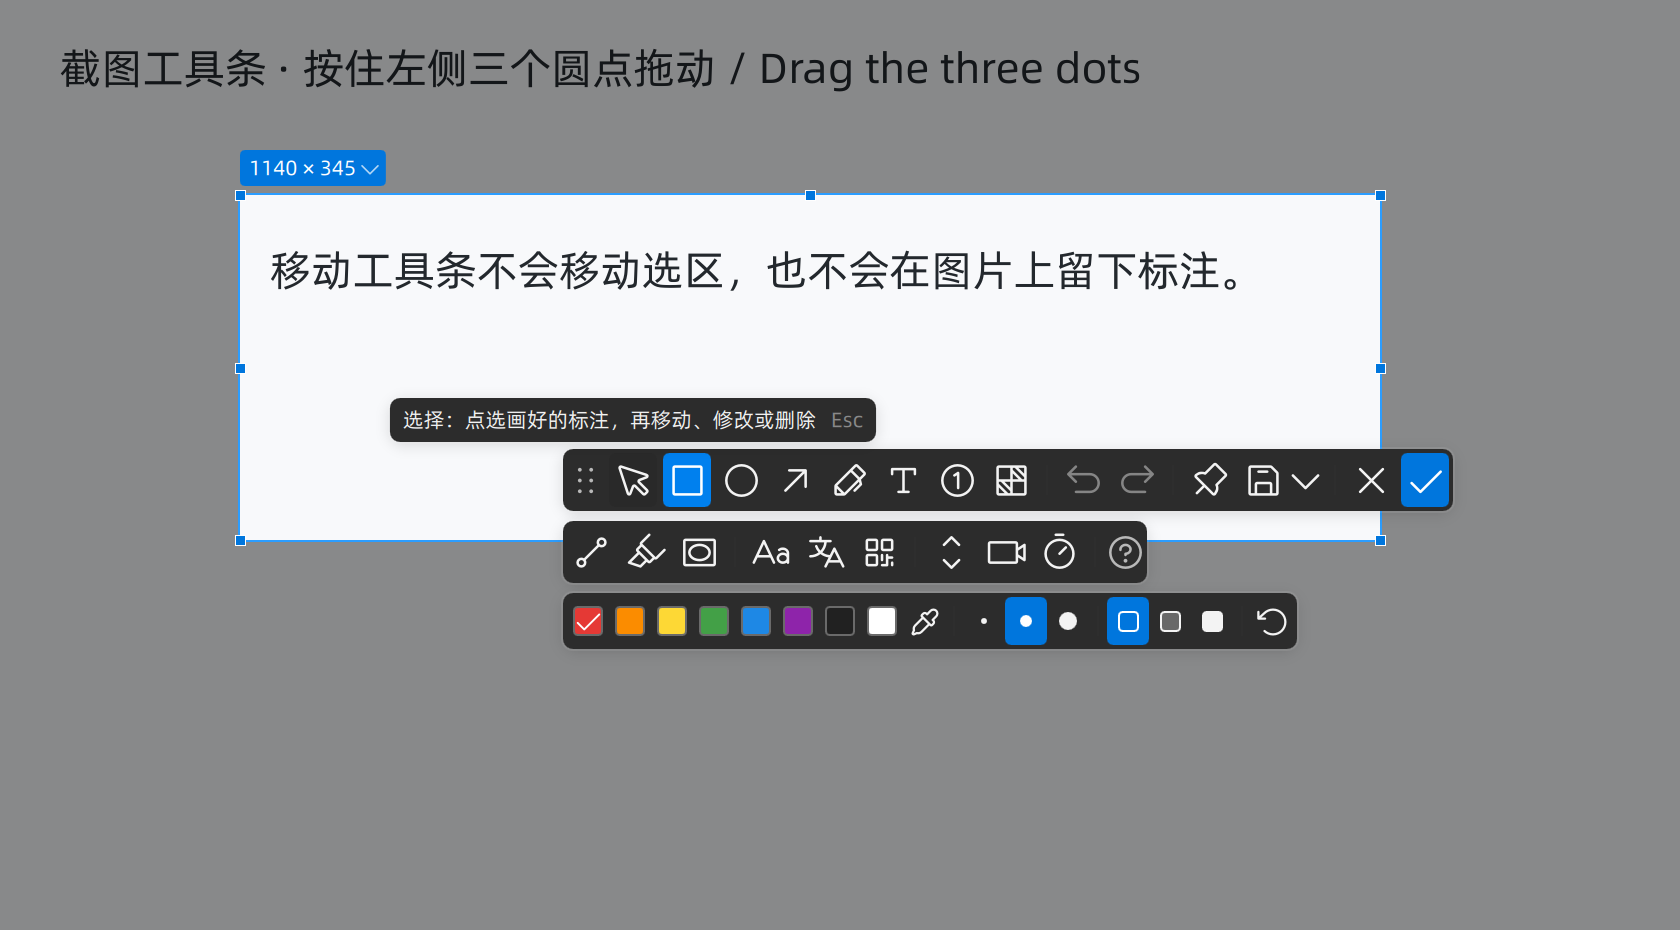 截图工具条 · 按住左侧三个圆点拖动 / Drag the three dots
1140 × 345
移动工具条不会移动选区，也不会在图片上留下标注。
选择：点选画好的标注，再移动、修改或删除 Esc
T 1
Aa 文A
?